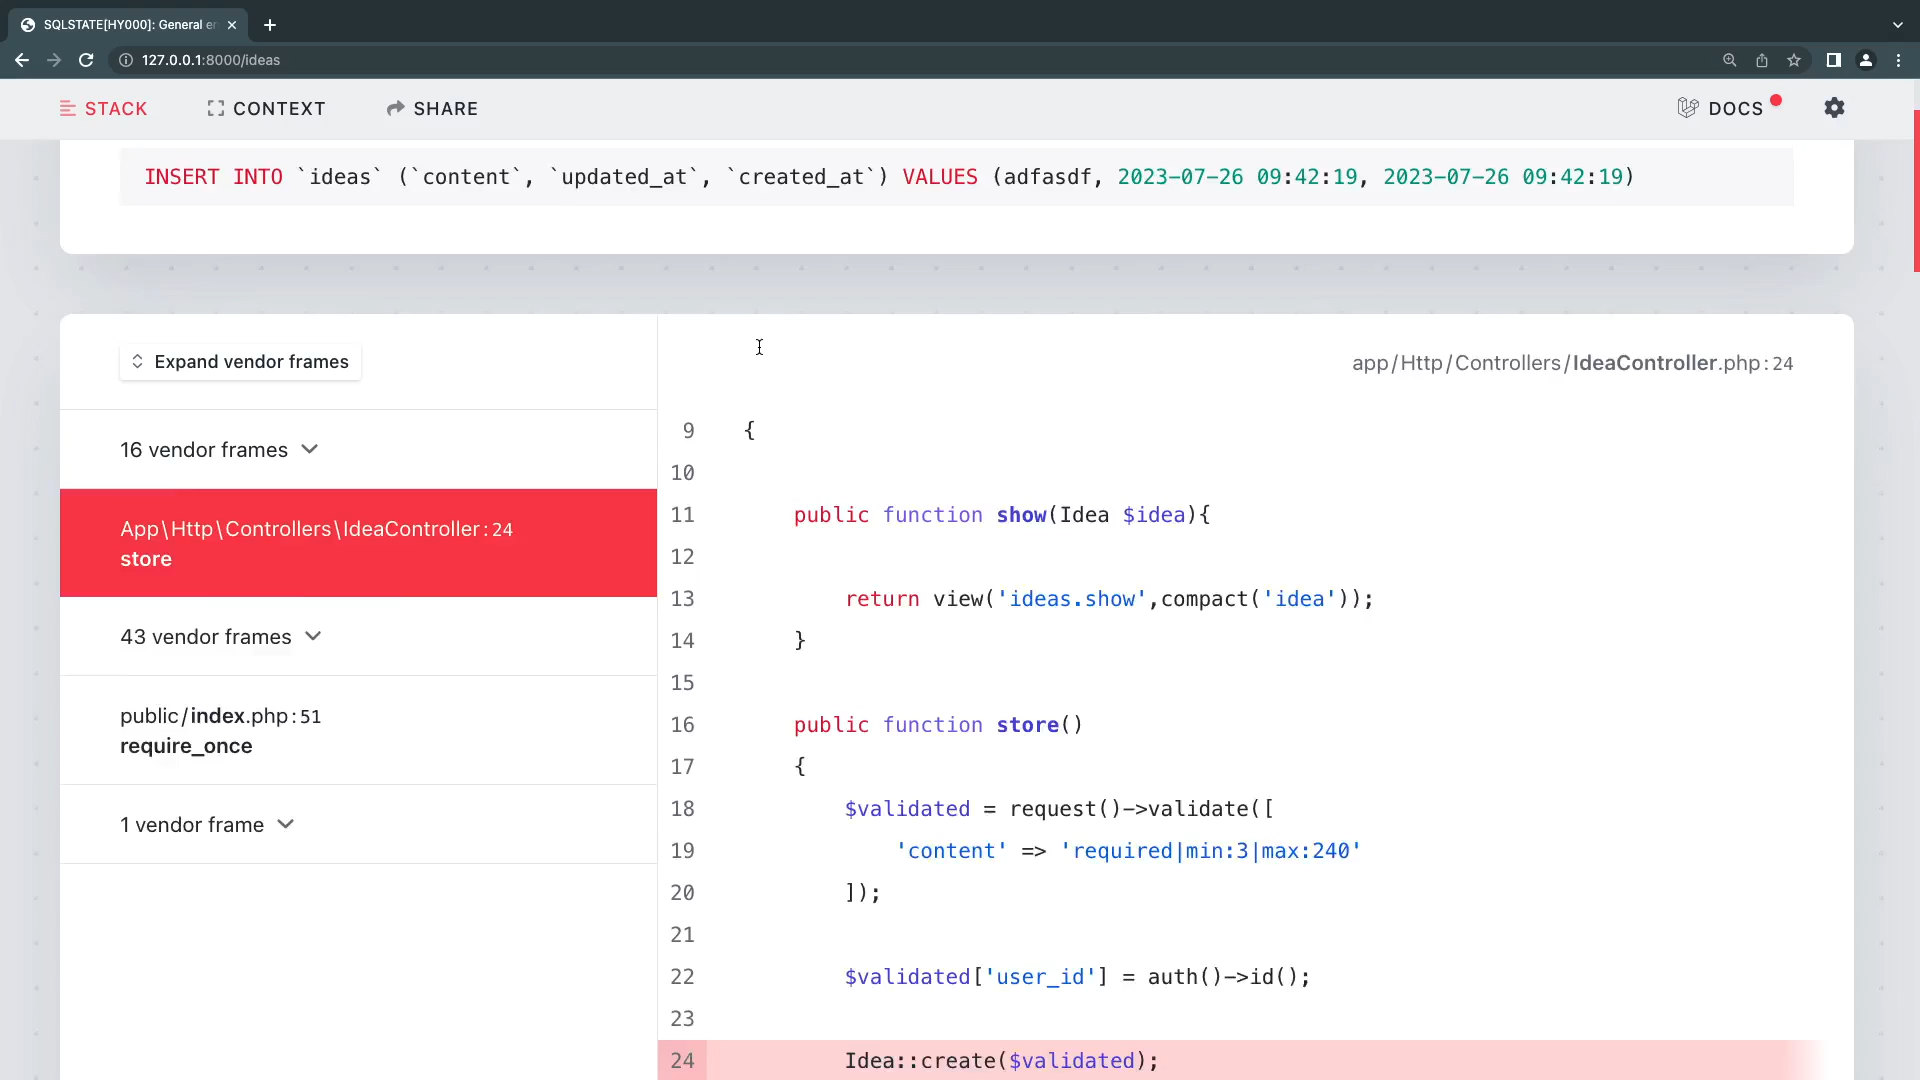 SQLSTATE[HY000]: General er
127.0.0.1:8000/ideas
STACK CONTEXT SHARE DOCS
INSERT INTO `ideas` (`content`, `updated_at`, `created_at`) VALUES (adfasdf, 2023-07-26 09:42:19, 2023-07-26 09:42:19)
Expand vendor frames
16 vendor frames
App\Http\Controllers\IdeaController:24
store
43 vendor frames
public/index.php:51
require_once
1 vendor frame
app/Http/Controllers/IdeaController.php:24
9 {
10
11 public function show(Idea $idea){
12
13 return view('ideas.show',compact('idea'));
14 }
15
16 public function store()
17 {
18 $validated = request()->validate([
19 'content' => 'required|min:3|max:240'
20 ]);
21
22 $validated['user_id'] = auth()->id();
23
24 Idea::create($validated);